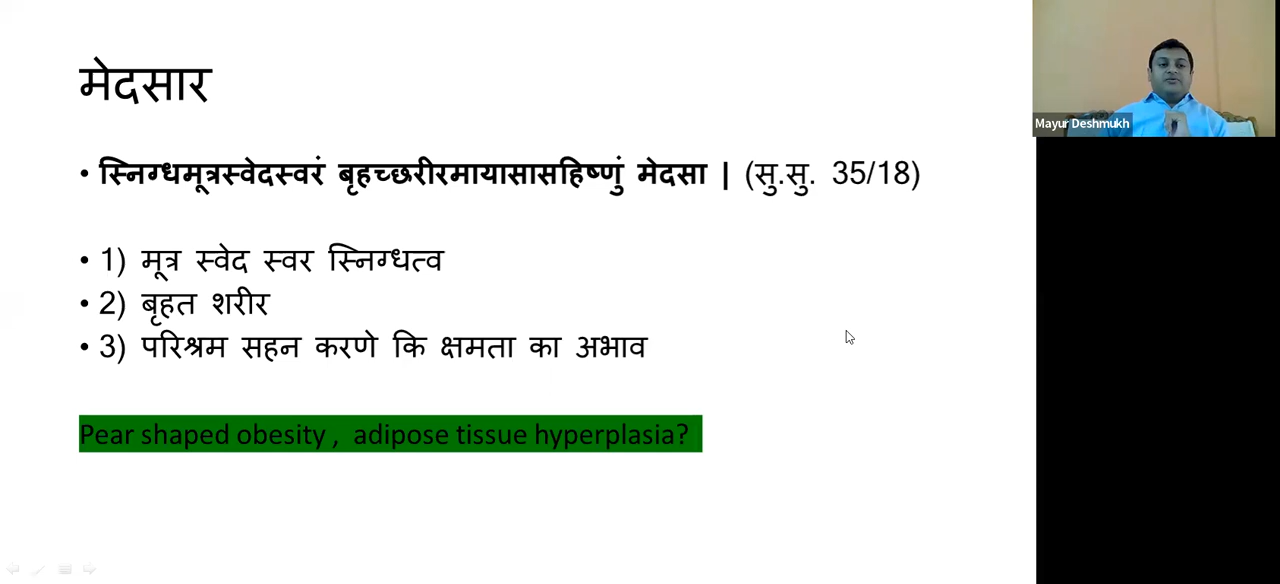 मेदसार
• स्निग्धमूत्रस्वेदस्वरं बृहच्छरीरमायासासहिष्णुं मेदसा | (सु.सु. 35/18)
• 1) मूत्र स्वेद स्वर स्निग्धत्व
• 2) बृहत शरीर
• 3) परिश्रम सहन करणे कि क्षमता का अभाव
Pear shaped obesity , adipose tissue hyperplasia?
Mayur Deshmukh